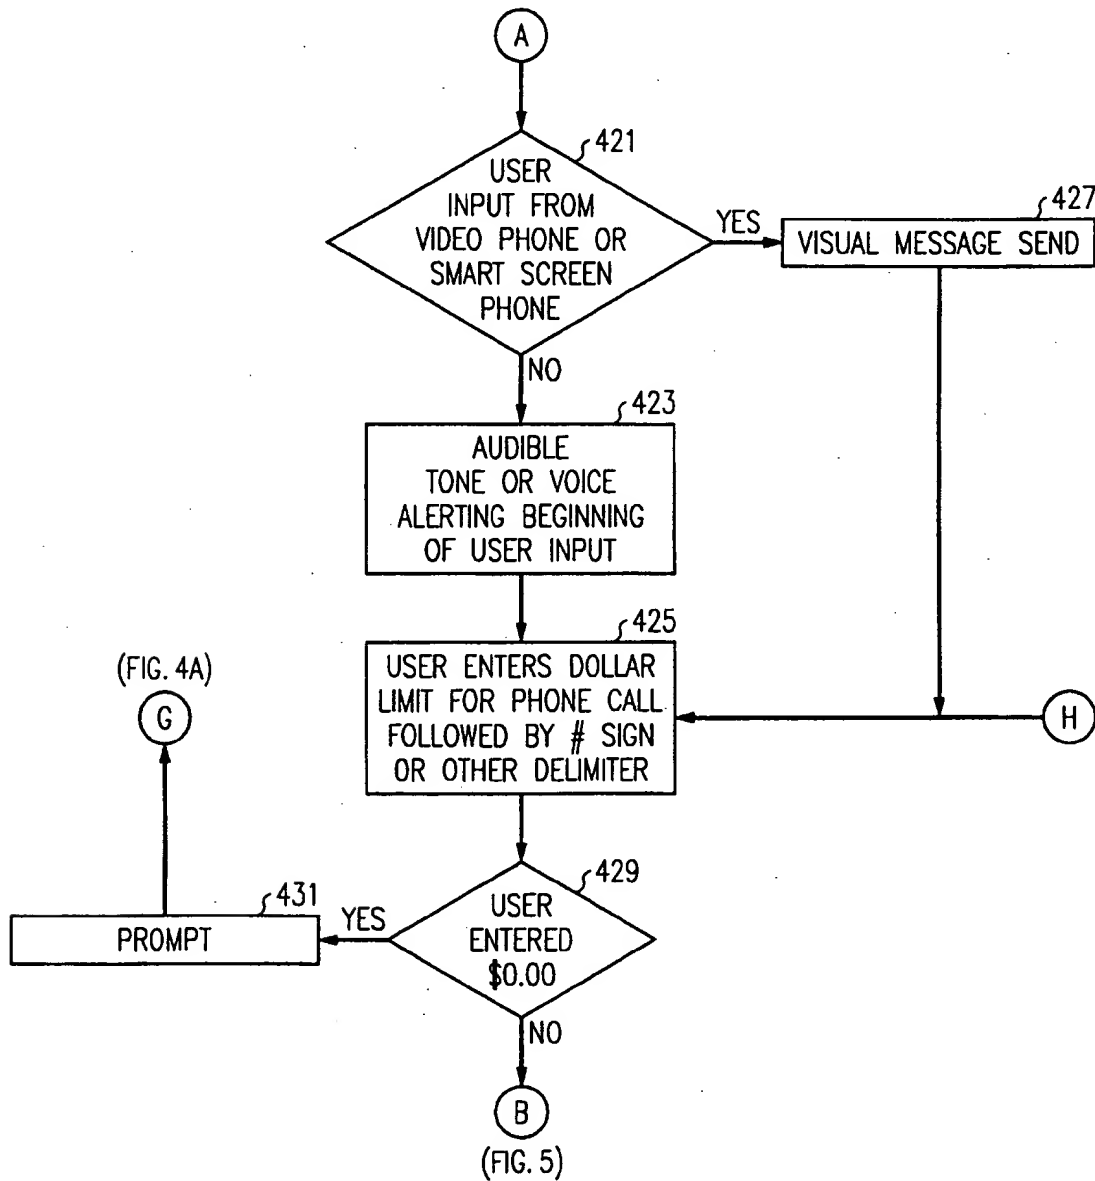 A
421
USER
INPUT FROM
VIDEO PHONE OR
SMART SCREEN
PHONE
YES
427
VISUAL MESSAGE SEND
NO
423
AUDIBLE
TONE OR VOICE
ALERTING BEGINNING
OF USER INPUT
425
USER ENTERS DOLLAR
LIMIT FOR PHONE CALL
FOLLOWED BY # SIGN
OR OTHER DELIMITER
(FIG. 4A)
G
H
429
USER
ENTERED
$0.00
YES
431
PROMPT
NO
B
(FIG. 5)